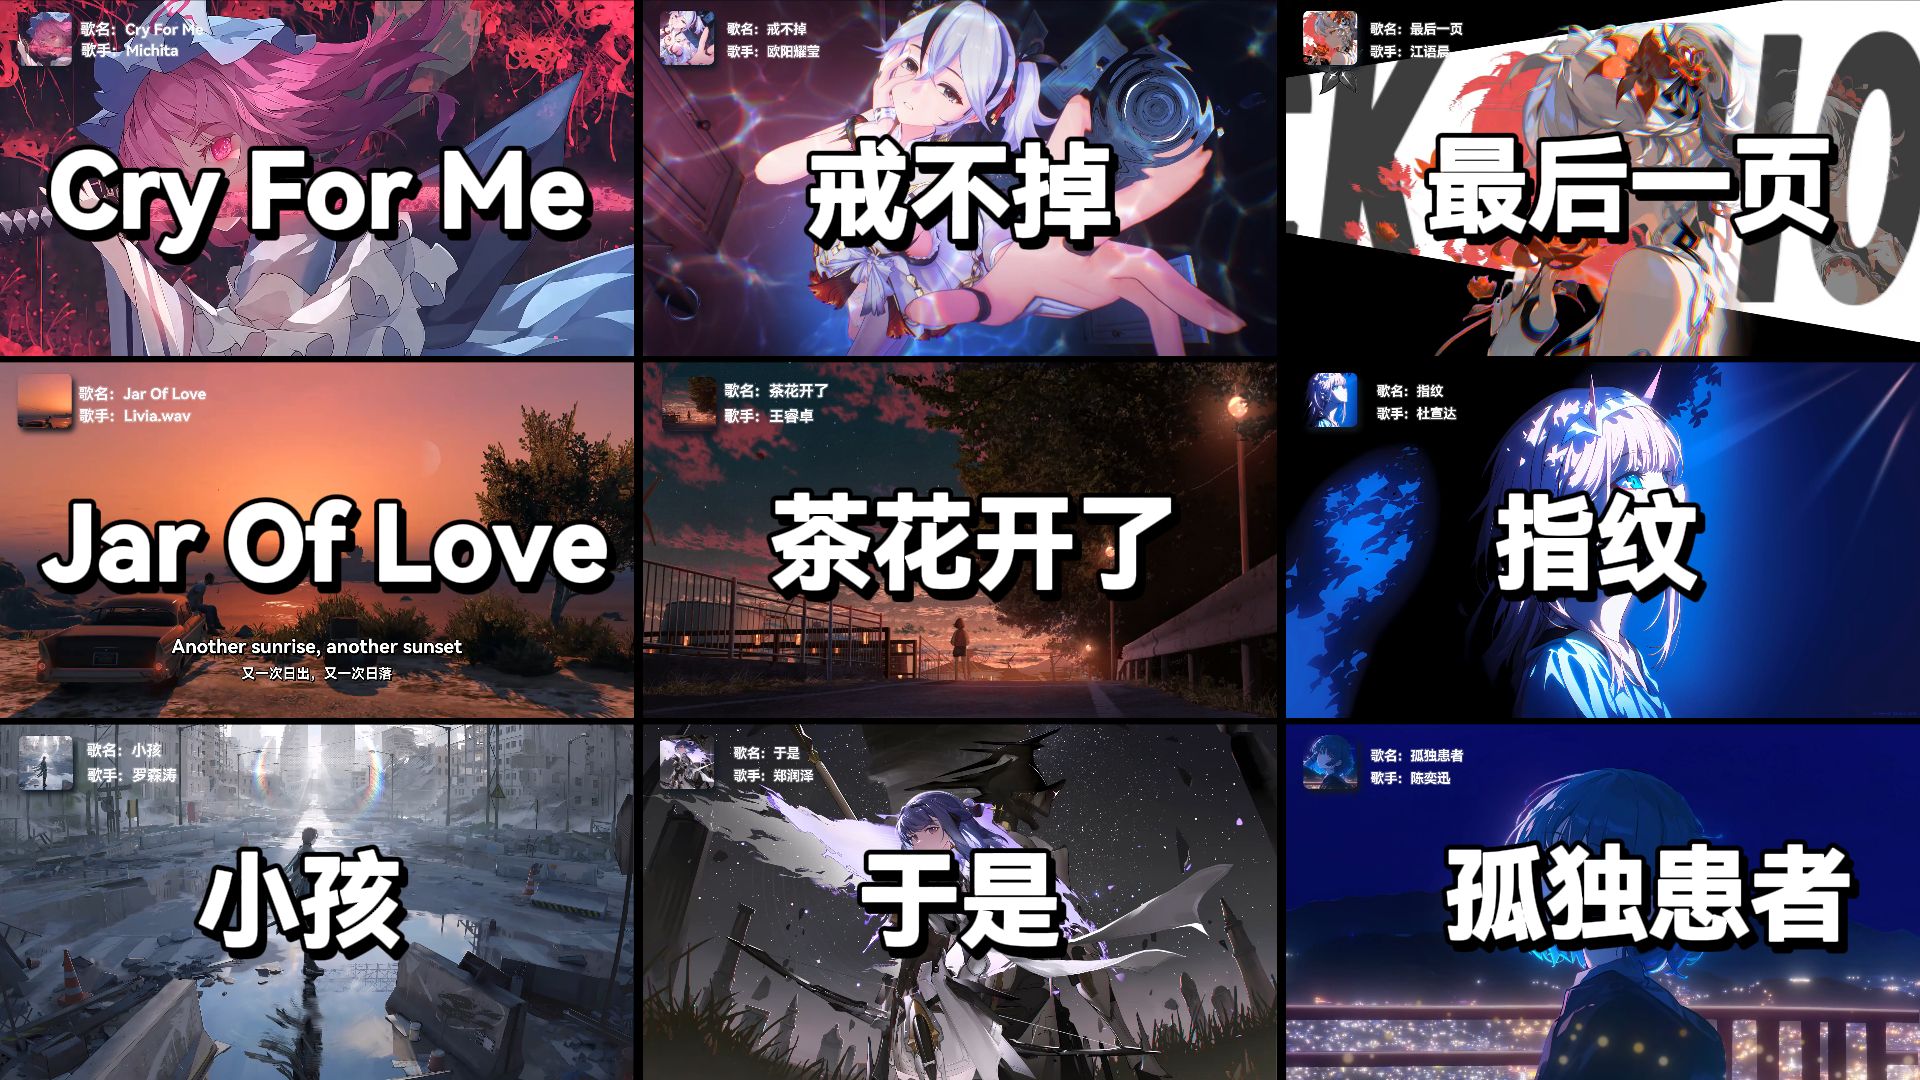 歌名：Cry For Me
歌手：Michita
Cry For Me
歌名：戒不掉
歌手：欧阳耀莹
戒不掉
歌名：最后一页
歌手：江语晨
最后一页
歌名：Jar Of Love
歌手：Livia.wav
Jar Of Love
Another sunrise, another sunset
又一次日出，又一次日落
歌名：茶花开了
歌手：王睿卓
茶花开了
歌名：指纹
歌手：杜宣达
指纹
歌名：小孩
歌手：罗森涛
小孩
歌名：于是
歌手：郑润泽
于是
歌名：孤独患者
歌手：陈奕迅
孤独患者